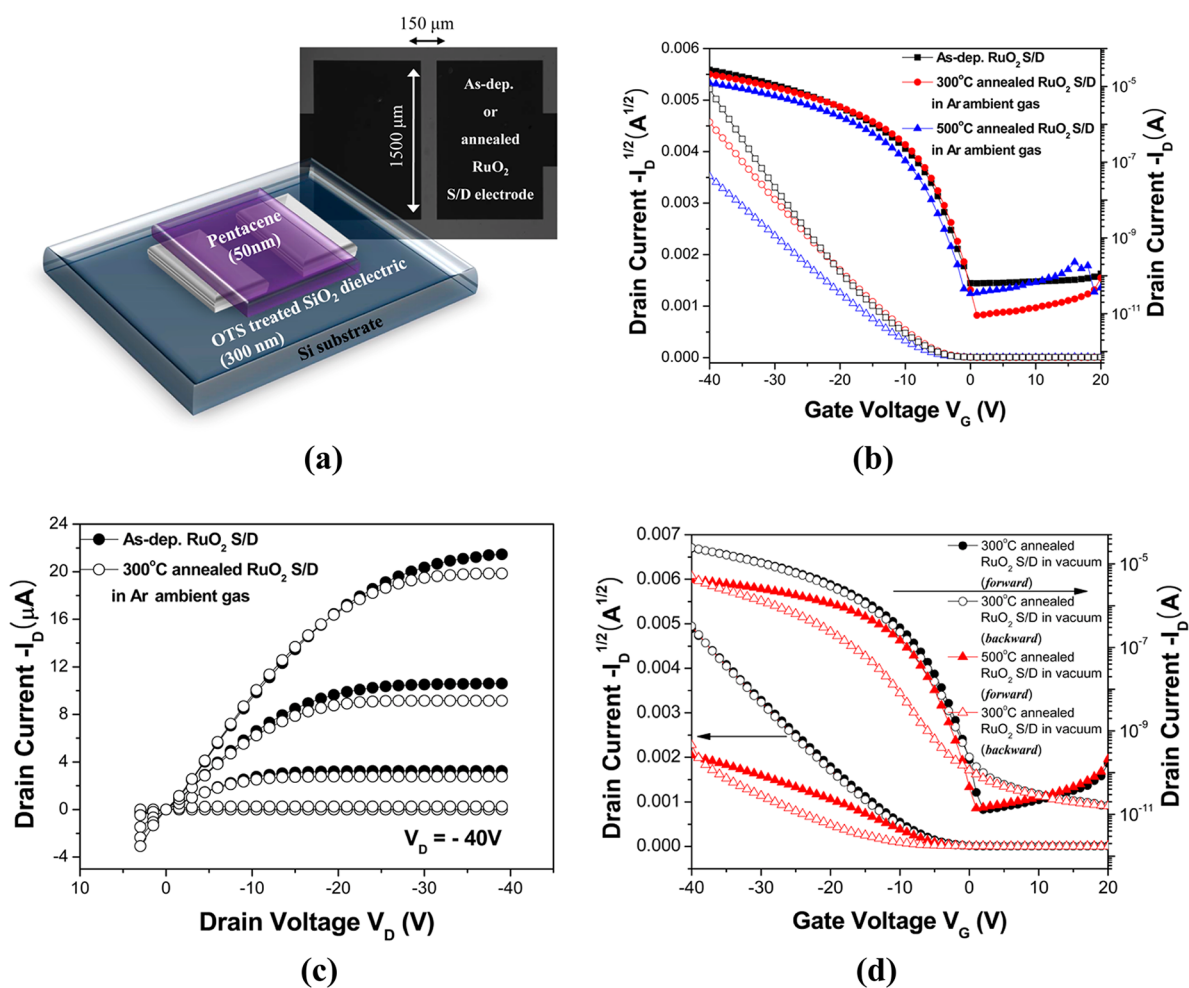 150 μm
1500 μm
As-dep.
or
annealed
RuO2
S/D electrode
Pentacene
(50nm)
OTS treated SiO2 dielectric
(300 nm)
Si substrate
(a)
0.006
0.005
0.004
0.003
0.002
0.001
0.000
Drain Current -ID^1/2(A^1/2)
As-dep. RuO2 S/D
300°C annealed RuO2 S/D
in Ar ambient gas
500°C annealed RuO2 S/D
in Ar ambient gas
10^-5
10^-7
10^-9
10^-11
Drain Current -ID(A)
-40 -30 -20 -10 0 10 20
Gate Voltage VG (V)
(b)
24
20
16
12
8
4
0
-4
Drain Current -ID(μA)
As-dep. RuO2 S/D
300°C annealed RuO2 S/D
in Ar ambient gas
VD = - 40V
10 0 -10 -20 -30 -40
Drain Voltage VD (V)
(c)
0.007
0.006
0.005
0.004
0.003
0.002
0.001
0.000
Drain Current -ID^1/2(A^1/2)
300°C annealed
RuO2 S/D in vacuum
(forward)
300°C annealed
RuO2 S/D in vacuum
(backward)
500°C annealed
RuO2 S/D in vacuum
(forward)
300°C annealed
RuO2 S/D in vacuum
(backward)
10^-5
10^-7
10^-9
10^-11
Drain Current -ID(A)
-40 -30 -20 -10 0 10 20
Gate Voltage VG (V)
(d)